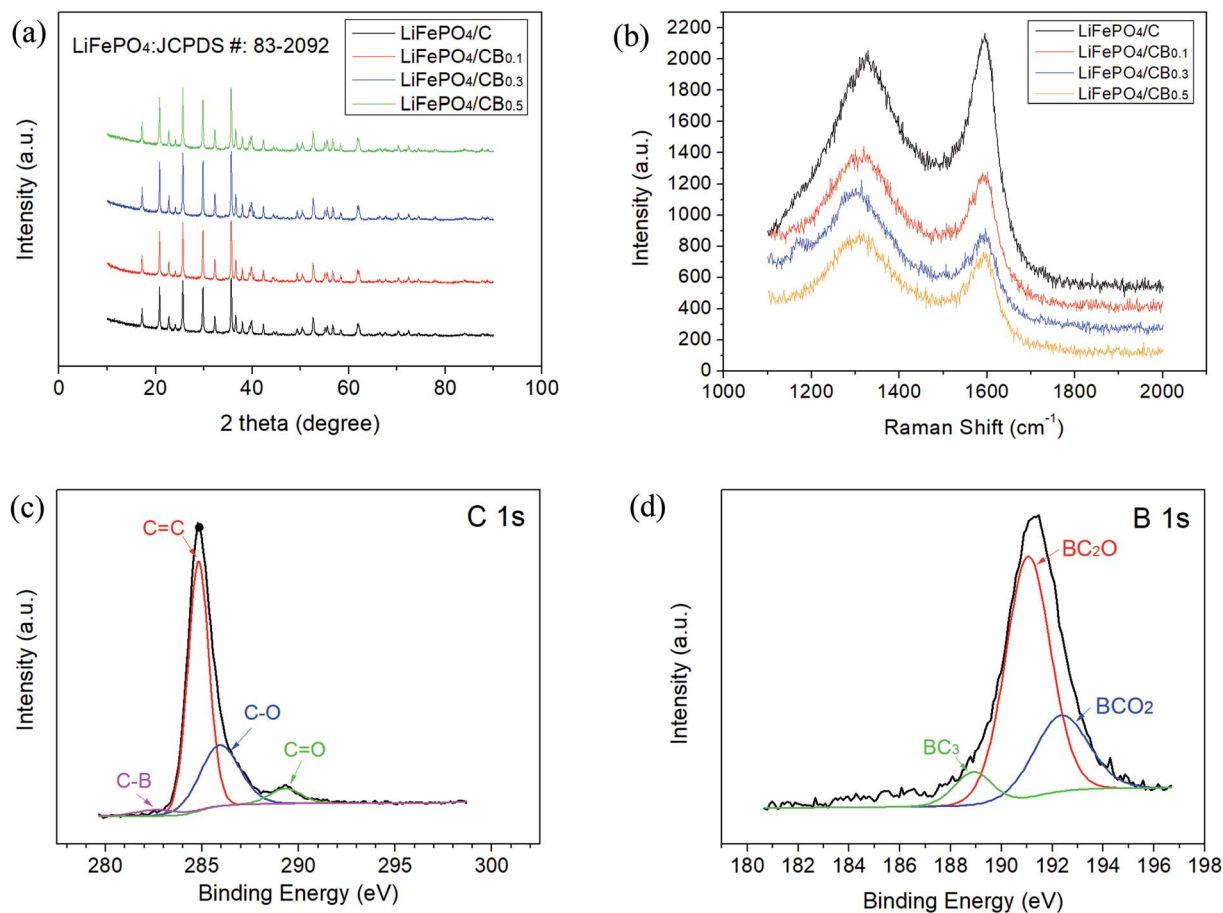 (a)
LiFePO₄:JCPDS #: 83-2092
LiFePO₄/C
LiFePO₄/CB₀.₁
LiFePO₄/CB₀.₃
LiFePO₄/CB₀.₅
Intensity (a.u.)
0 20 40 60 80 100
2 theta (degree)
(b)
LiFePO₄/C
LiFePO₄/CB₀.₁
LiFePO₄/CB₀.₃
LiFePO₄/CB₀.₅
Intensity (a.u.)
2200
2000
1800
1600
1400
1200
1000
800
600
400
200
0
1000 1200 1400 1600 1800 2000
Raman Shift (cm⁻¹)
(c)
C 1s
C=C
C-O
C=O
C-B
Intensity (a.u.)
280 285 290 295 300
Binding Energy (eV)
(d)
B 1s
BC₂O
BCO₂
BC₃
Intensity (a.u.)
180 182 184 186 188 190 192 194 196 198
Binding Energy (eV)